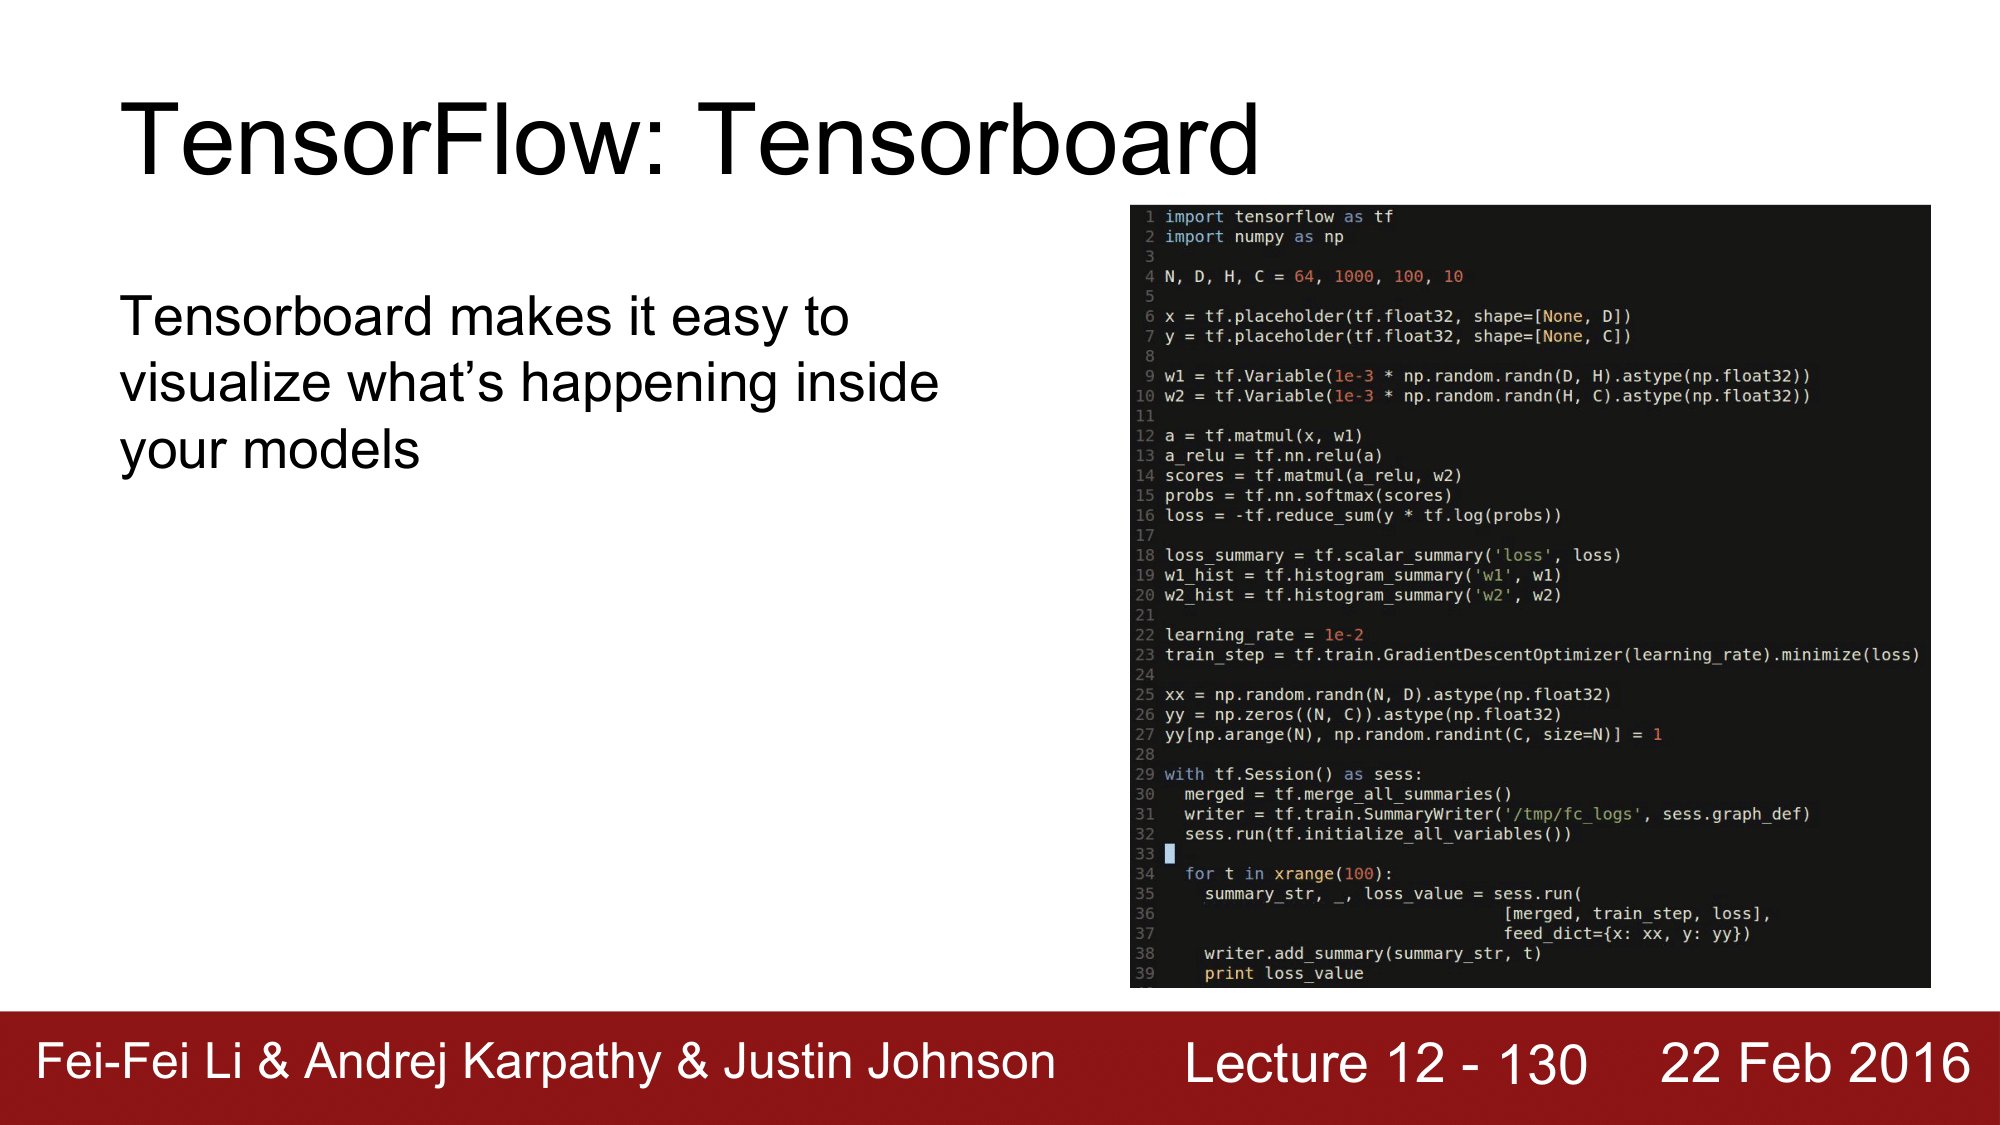 TensorFlow: Tensorboard
Tensorboard makes it easy to
visualize what’s happening inside
your models
1 import tensorflow as tf
2 import numpy as np
3
4 N, D, H, C = 64, 1000, 100, 10
5
6 x = tf.placeholder(tf.float32, shape=[None, D])
7 y = tf.placeholder(tf.float32, shape=[None, C])
8
9 w1 = tf.Variable(1e-3 * np.random.randn(D, H).astype(np.float32))
10 w2 = tf.Variable(1e-3 * np.random.randn(H, C).astype(np.float32))
11
12 a = tf.matmul(x, w1)
13 a_relu = tf.nn.relu(a)
14 scores = tf.matmul(a_relu, w2)
15 probs = tf.nn.softmax(scores)
16 loss = -tf.reduce_sum(y * tf.log(probs))
17
18 loss_summary = tf.scalar_summary('loss', loss)
19 w1_hist = tf.histogram_summary('w1', w1)
20 w2_hist = tf.histogram_summary('w2', w2)
21
22 learning_rate = 1e-2
23 train_step = tf.train.GradientDescentOptimizer(learning_rate).minimize(loss)
24
25 xx = np.random.randn(N, D).astype(np.float32)
26 yy = np.zeros((N, C)).astype(np.float32)
27 yy[np.arange(N), np.random.randint(C, size=N)] = 1
28
29 with tf.Session() as sess:
30   merged = tf.merge_all_summaries()
31   writer = tf.train.SummaryWriter('/tmp/fc_logs', sess.graph_def)
32   sess.run(tf.initialize_all_variables())
33
34   for t in xrange(100):
35     summary_str, _, loss_value = sess.run(
36                                   [merged, train_step, loss],
37                                   feed_dict={x: xx, y: yy})
38     writer.add_summary(summary_str, t)
39     print loss_value
Fei-Fei Li & Andrej Karpathy & Justin Johnson
Lecture 12 - 130
22 Feb 2016